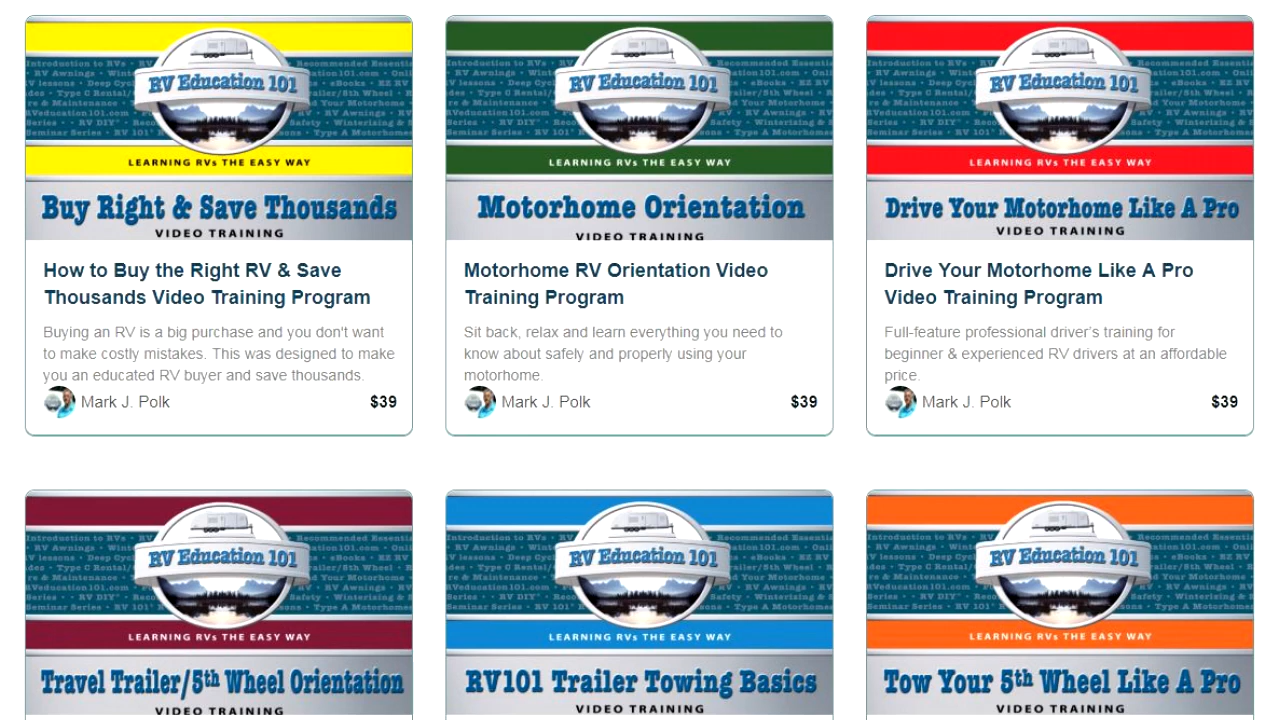 RV Education 101
LEARNING RVs THE EASY WAY
Buy Right & Save Thousands
VIDEO TRAINING
How to Buy the Right RV & Save
Thousands Video Training Program
Buying an RV is a big purchase and you don't want
to make costly mistakes. This was designed to make
you an educated RV buyer and save thousands.
Mark J. Polk
$39
RV Education 101
LEARNING RVs THE EASY WAY
Motorhome Orientation
VIDEO TRAINING
Motorhome RV Orientation Video
Training Program
Sit back, relax and learn everything you need to
know about safely and properly using your
motorhome.
Mark J. Polk
$39
RV Education 101
LEARNING RVs THE EASY WAY
Drive Your Motorhome Like A Pro
VIDEO TRAINING
Drive Your Motorhome Like A Pro
Video Training Program
Full-feature professional driver’s training for
beginner & experienced RV drivers at an affordable
price.
Mark J. Polk
$39
RV Education 101
LEARNING RVs THE EASY WAY
Travel Trailer/5th Wheel Orientation
VIDEO TRAINING
RV Education 101
LEARNING RVs THE EASY WAY
RV101 Trailer Towing Basics
VIDEO TRAINING
RV Education 101
LEARNING RVs THE EASY WAY
Tow Your 5th Wheel Like A Pro
VIDEO TRAINING